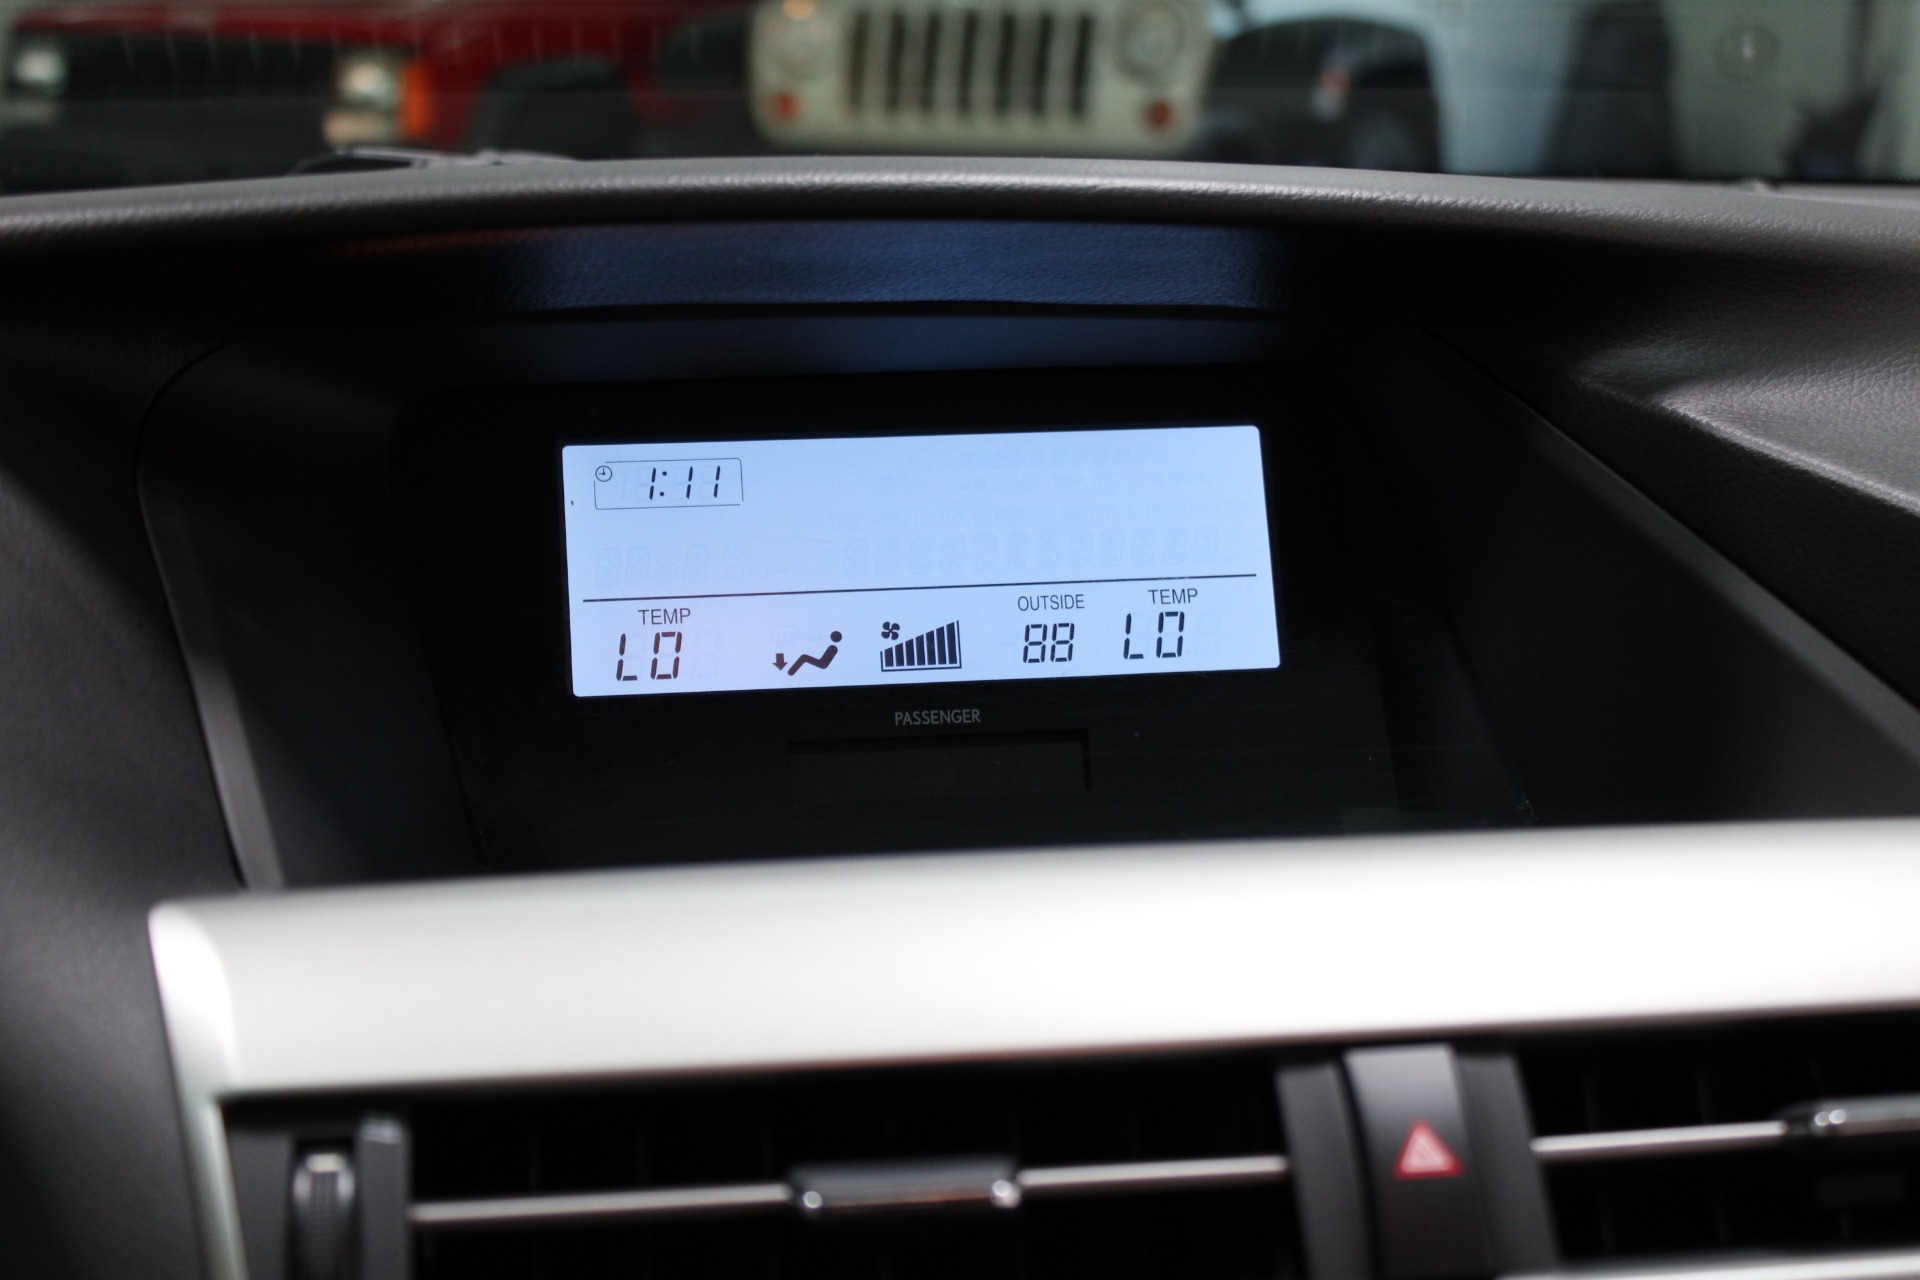 1:11
TEMP OUTSIDE TEMP
LO 88 LO
PASSENGER